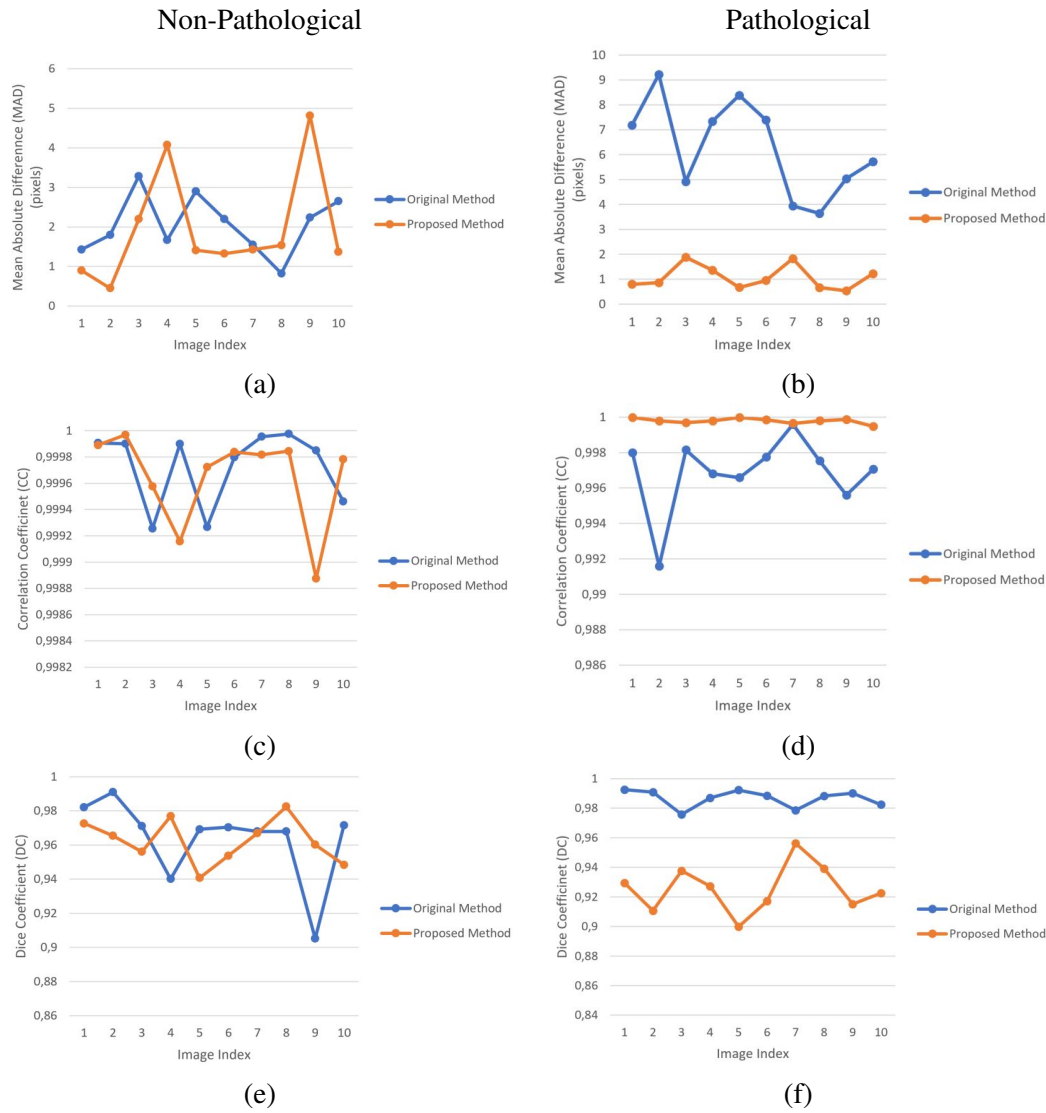 Non-Pathological
Pathological
Mean Absolute Differennce (MAD)
(pixels)
6
5
4
3
2
1
0
1 2 3 4 5 6 7 8 9 10
Image Index
Original Method
Proposed Method
(a)
Mean Absolute Difference (MAD)
(pixels)
10
9
8
7
6
5
4
3
2
1
0
1 2 3 4 5 6 7 8 9 10
Image Index
Original Method
Proposed Method
(b)
Correlation Coefficinet (CC)
1
0,9998
0,9996
0,9994
0,9992
0,999
0,9988
0,9986
0,9984
0,9982
1 2 3 4 5 6 7 8 9 10
Image Index
Original Method
Proposed Method
(c)
Correlation Coefficient (CC)
1
0,998
0,996
0,994
0,992
0,99
0,988
0,986
1 2 3 4 5 6 7 8 9 10
Image Index
Original Method
Proposed Method
(d)
Dice Coefficient (DC)
1
0,98
0,96
0,94
0,92
0,9
0,88
0,86
1 2 3 4 5 6 7 8 9 10
Image Index
Original Method
Proposed Method
(e)
Dice Coefficinet (DC)
1
0,98
0,96
0,94
0,92
0,9
0,88
0,86
0,84
1 2 3 4 5 6 7 8 9 10
Image Index
Original Method
Proposed Method
(f)